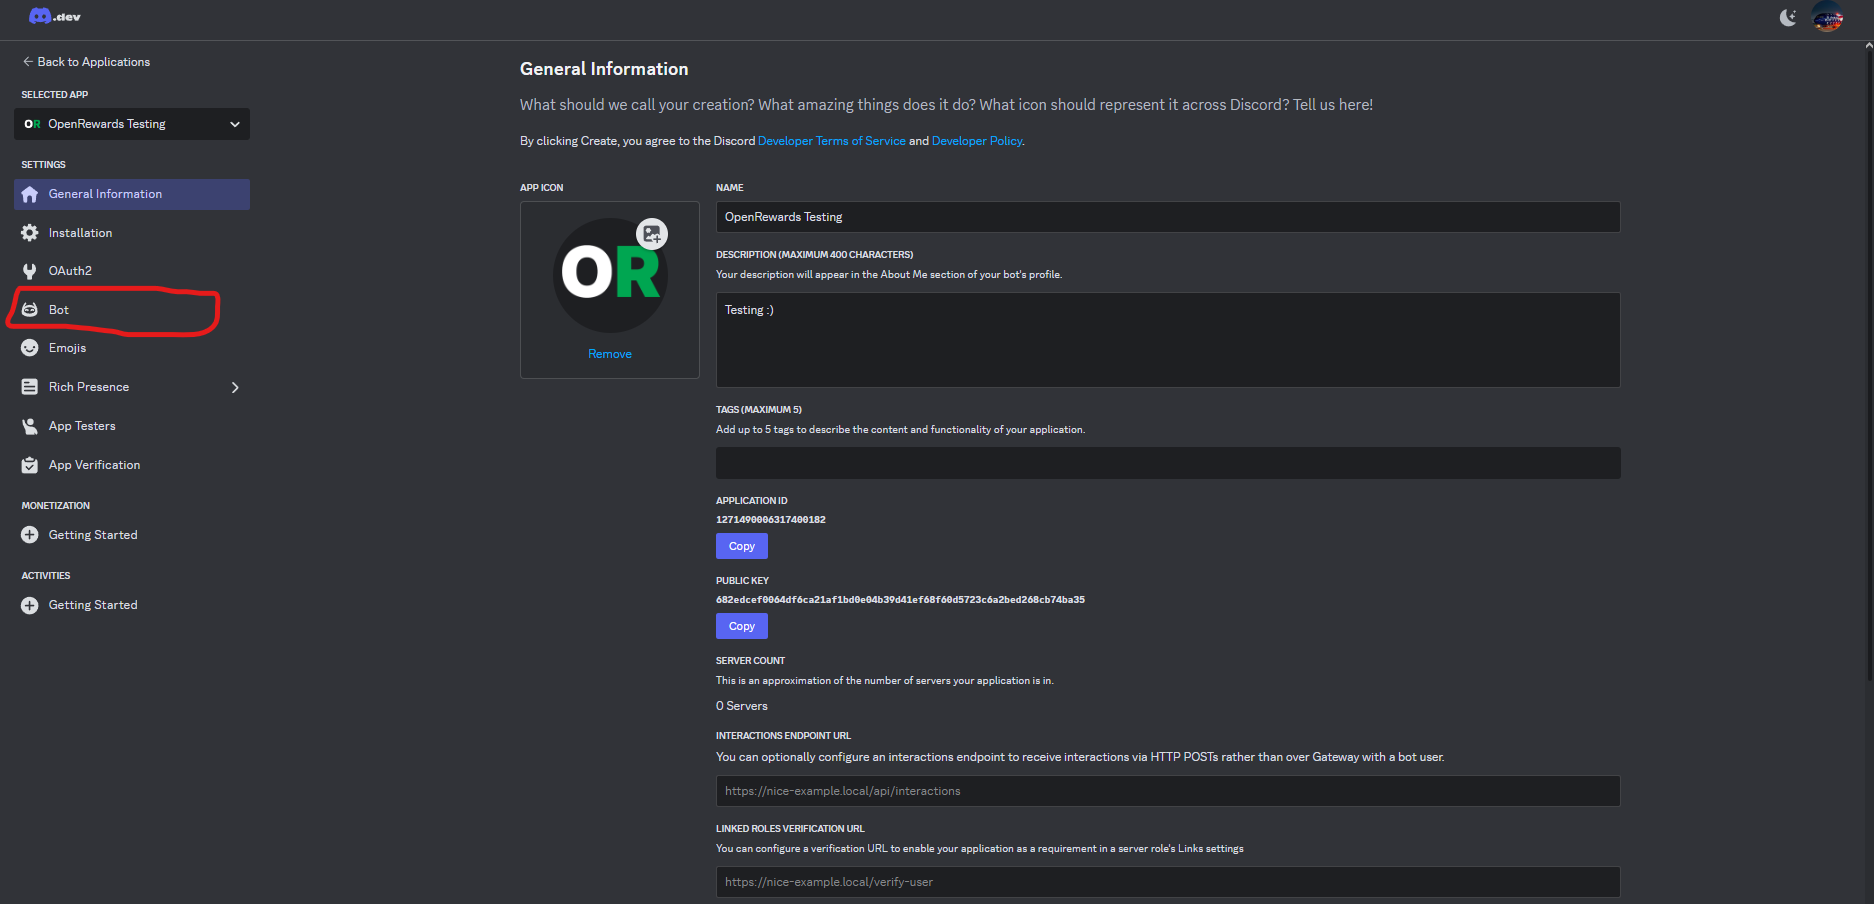 .dev
Back to Applications
SELECTED APP
OR OpenRewards Testing
SETTINGS
General Information
Installation
OAuth2
Bot
Emojis
Rich Presence
App Testers
App Verification
MONETIZATION
Getting Started
ACTIVITIES
Getting Started
General Information
What should we call your creation? What amazing things does it do? What icon should represent it across Discord? Tell us here!
By clicking Create, you agree to the Discord Developer Terms of Service and Developer Policy.
APP ICON
OR
Remove
NAME
OpenRewards Testing
DESCRIPTION (MAXIMUM 400 CHARACTERS)
Your description will appear in the About Me section of your bot's profile.
Testing :)
TAGS (MAXIMUM 5)
Add up to 5 tags to describe the content and functionality of your application.
APPLICATION ID
1271490006317400182
Copy
PUBLIC KEY
682edcef0064df6ca21af1bd0e04b39d41ef68f60d5723c6a2bed268cb74ba35
Copy
SERVER COUNT
This is an approximation of the number of servers your application is in.
0 Servers
INTERACTIONS ENDPOINT URL
You can optionally configure an interactions endpoint to receive interactions via HTTP POSTs rather than over Gateway with a bot user.
https://nice-example.local/api/interactions
LINKED ROLES VERIFICATION URL
You can configure a verification URL to enable your application as a requirement in a server role's Links settings
https://nice-example.local/verify-user